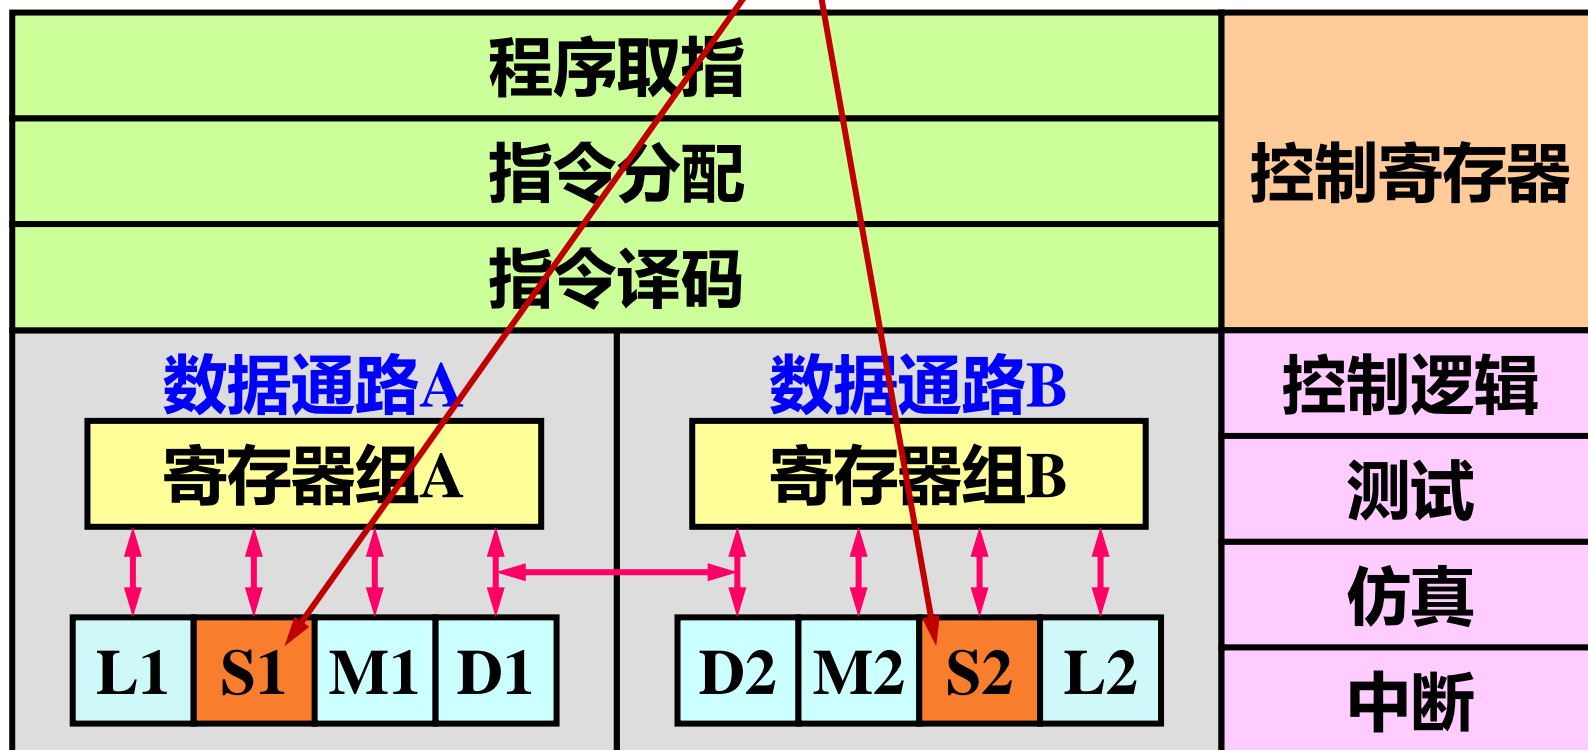 程序取指
指令分配
控制寄存器
指令译码
数据通路A
数据通路B
控制逻辑
寄存器组A
寄存器组B
测试
仿真
L1 S1 M1 D1
D2 M2 S2 L2
中断